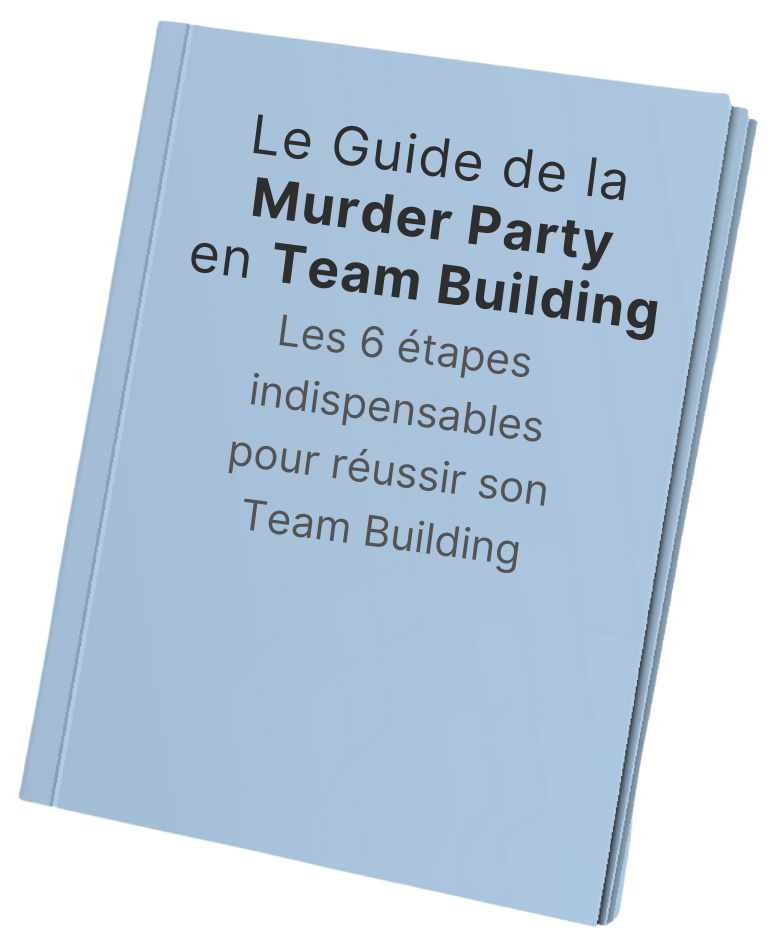 Le Guide de la
Murder Party
en Team Building
Les 6 étapes
indispensables
pour réussir son
Team Building